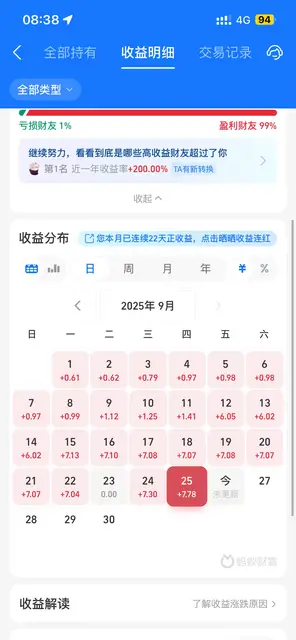 08:38 4G 94
全部持有 收益明细 交易记录
全部类型
亏损财友 1% 盈利财友 99%
继续努力，看看到底是哪些高收益财友超过了你
第1名 近一年收益率+200.00% TA有新转换
收起
收益分布 您本月已连续22天正收益，点击晒晒收益连红
日 周 月 年 ¥ %
2025年 9月
日 一 二 三 四 五 六
1 2 3 4 5 6
+0.61 +0.62 +0.79 +0.97 +0.98 +0.98
7 8 9 10 11 12 13
+0.97 +0.99 +1.12 +1.25 +1.41 +6.05 +6.02
14 15 16 17 18 19 20
+6.02 +7.13 +7.10 +7.08 +7.07 +7.08 +7.07
21 22 23 24 25 今 27
+7.07 +7.04 0.00 +7.30 +7.78 未更新
28 29 30
蚂蚁财富
收益解读 了解收益涨跌原因